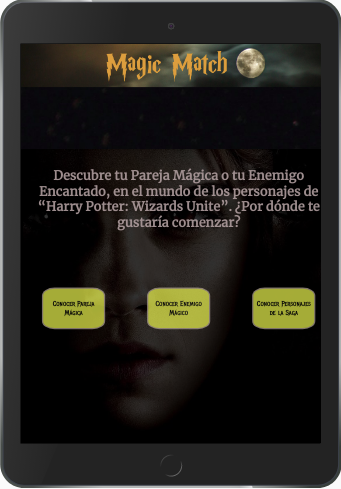 Magic Match
Descubre tu Pareja Mágica o tu Enemigo
Encantado, en el mundo de los personajes de
“Harry Potter: Wizards Unite”. ¿Por dónde te
gustaría comenzar?
Conocer Pareja
Mágica
Conocer Enemigo
Mágico
Conocer Personajes
de la Saga